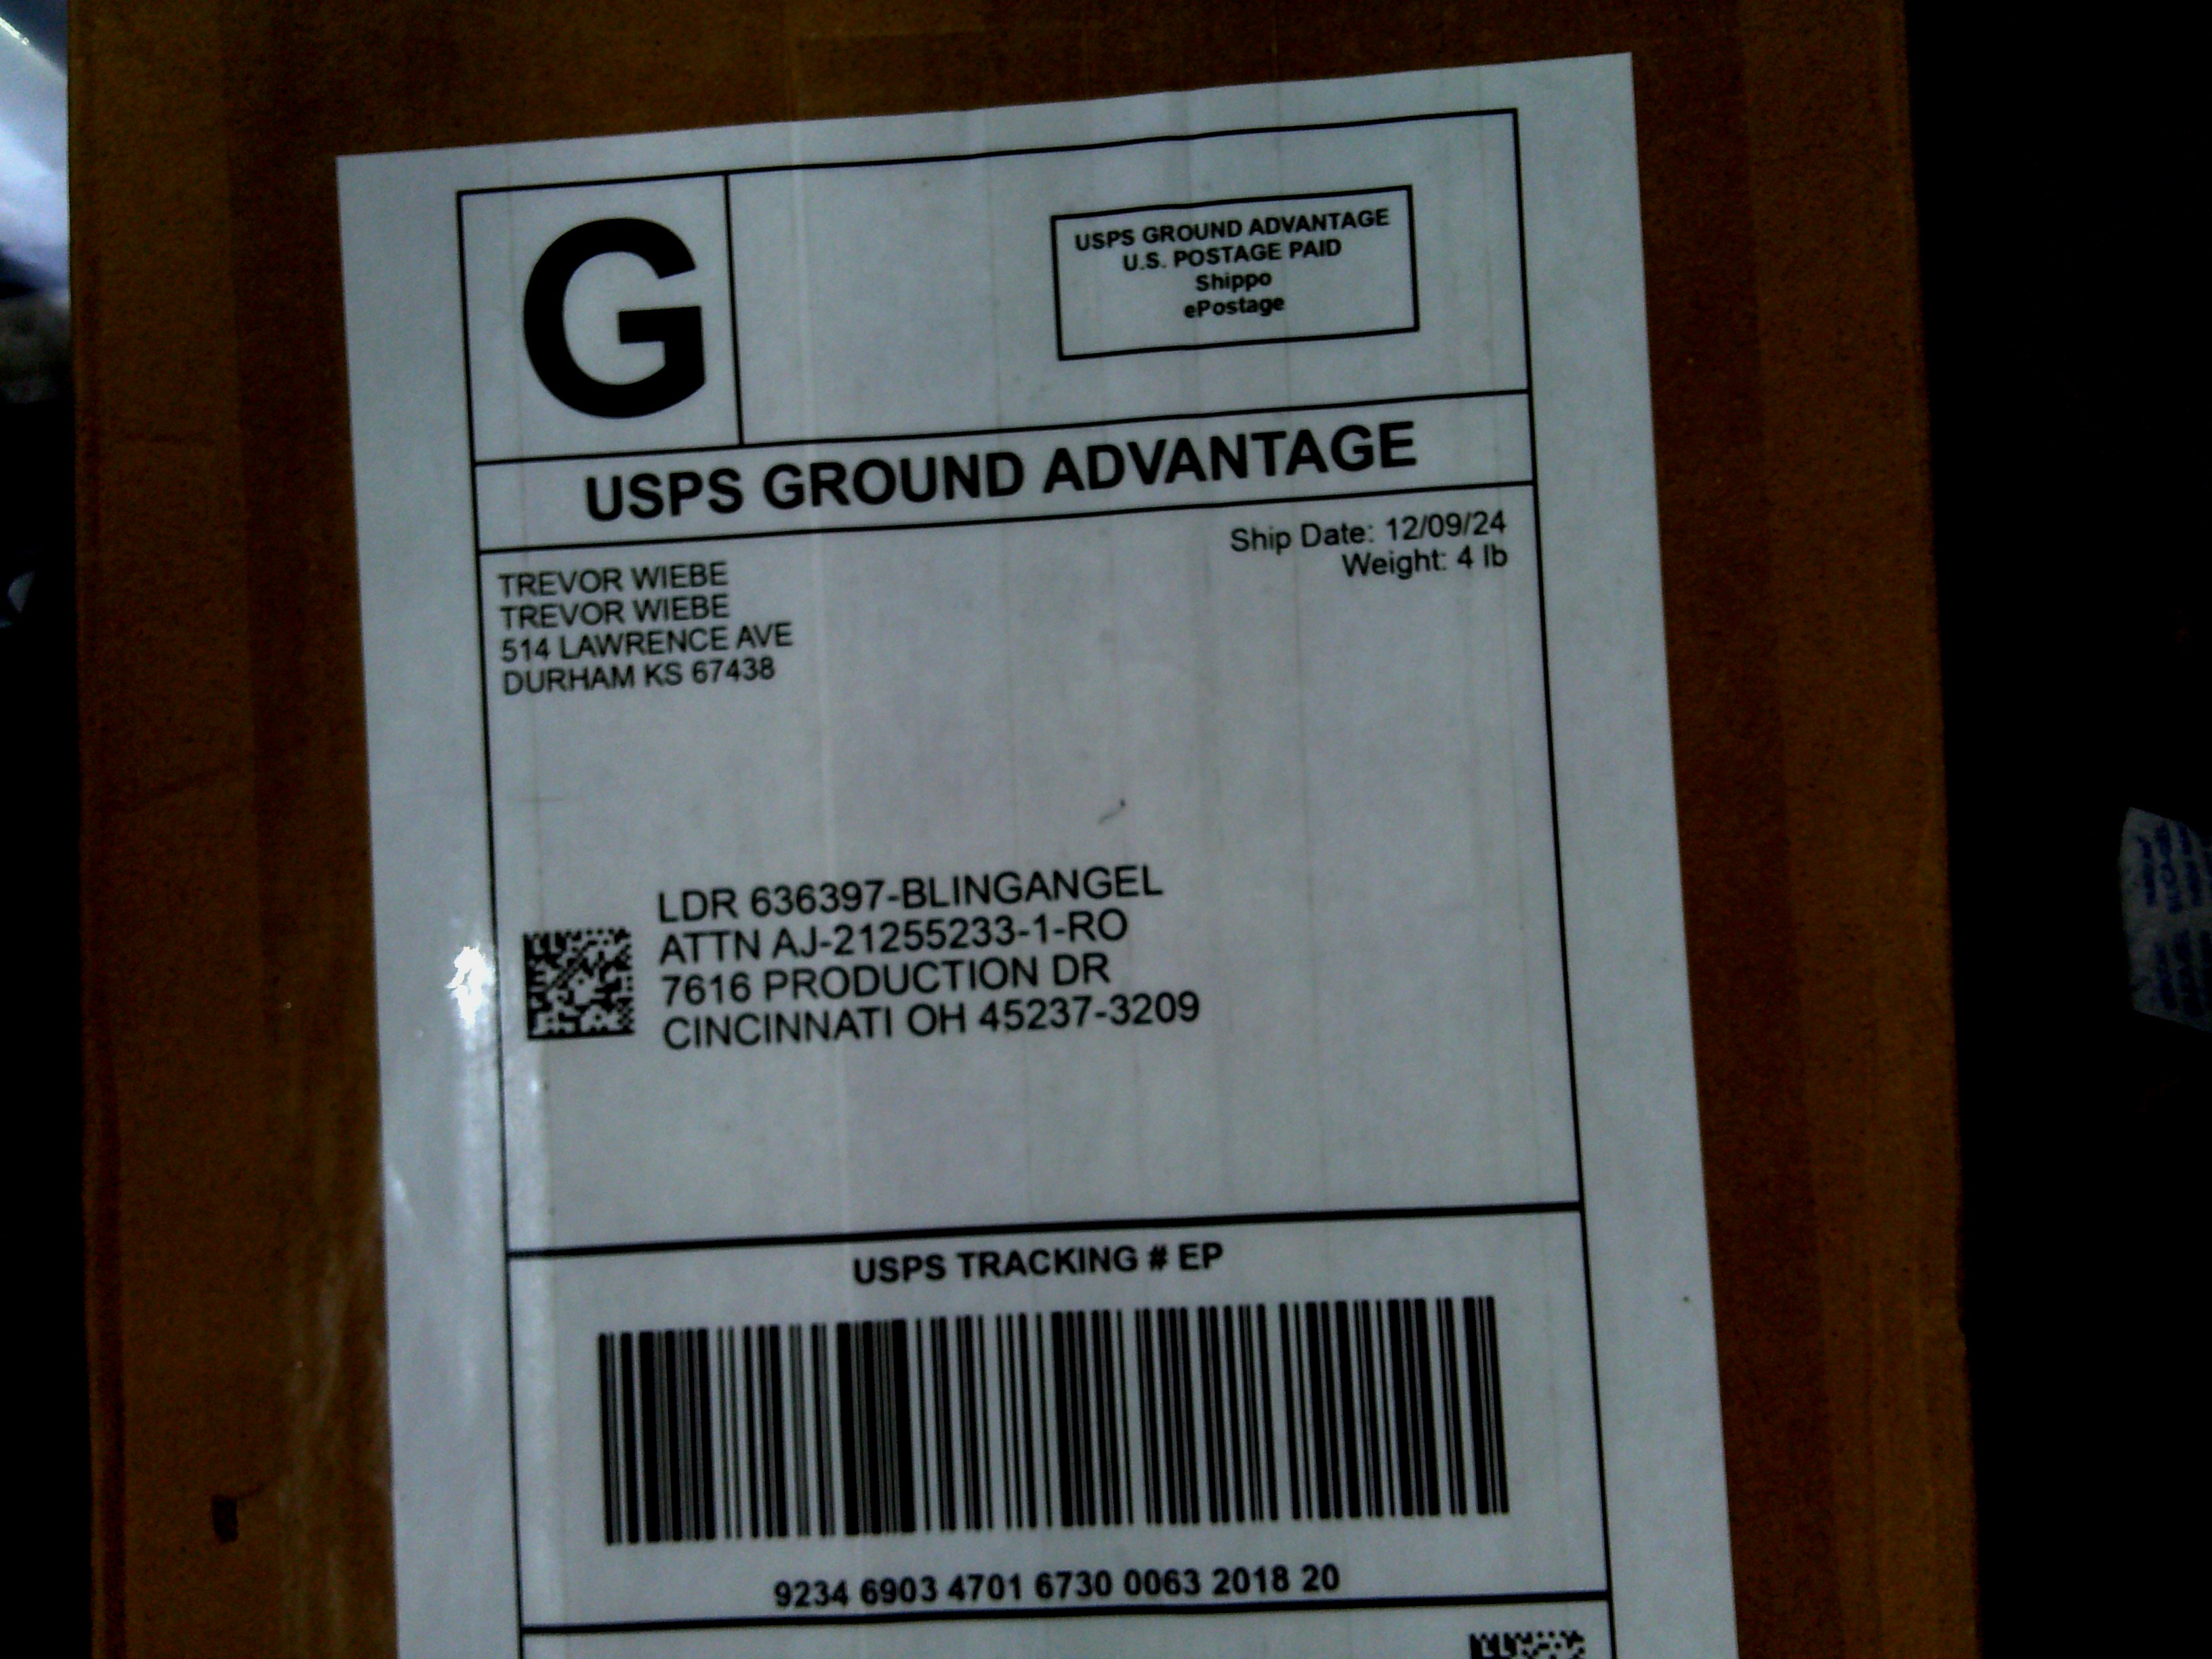 G
USPS GROUND ADVANTAGE
U.S. POSTAGE PAID
Shippo
ePostage
USPS GROUND ADVANTAGE
Ship Date: 12/09/24
Weight: 4 lb
TREVOR WIEBE
TREVOR WIEBE
514 LAWRENCE AVE
DURHAM KS 67438
LDR 636397-BLINGANGEL
ATTN AJ-21255233-1-RO
7616 PRODUCTION DR
CINCINNATI OH 45237-3209
USPS TRACKING # EP
9234 6903 4701 6730 0063 2018 20